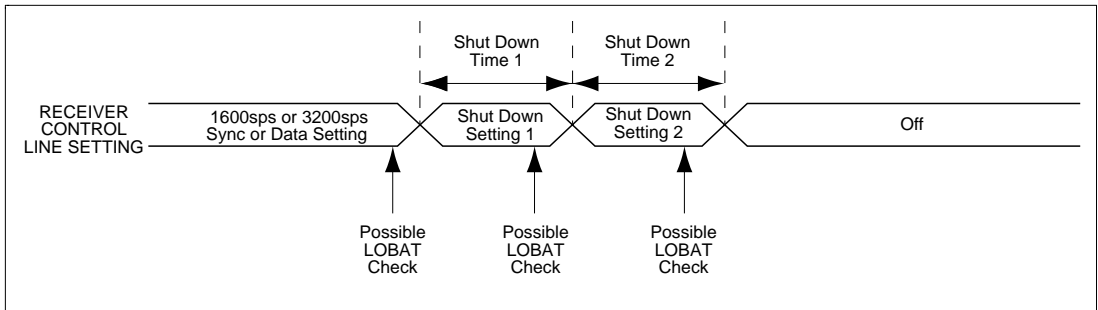 Shut Down
Time 1
Shut Down
Time 2
RECEIVER
CONTROL
LINE SETTING
1600sps or 3200sps
Sync or Data Setting
Shut Down
Setting 1
Shut Down
Setting 2
Off
Possible
LOBAT
Check
Possible
LOBAT
Check
Possible
LOBAT
Check